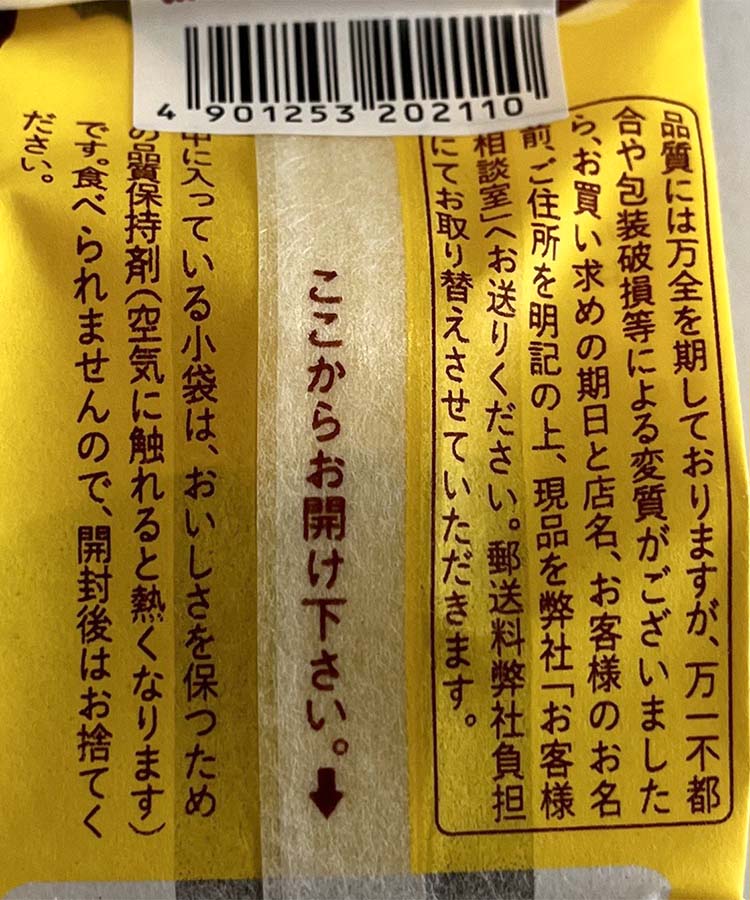 4 901253 202110
品質には万全を期しておりますが、万一不都
合や包装破損等による変質がございました
ら、お買い求めの期日と店名、お客様のお名
前、ご住所を明記の上、現品を弊社「お客様
相談室」へお送りください。郵送料弊社負担
にてお取り替えさせていただきます。
ここからお開け下さい。
中に入っている小袋は、おいしさを保つため
の品質保持剤(空気に触れると熱くなります)
です。食べられませんので、開封後はお捨てく
ださい。